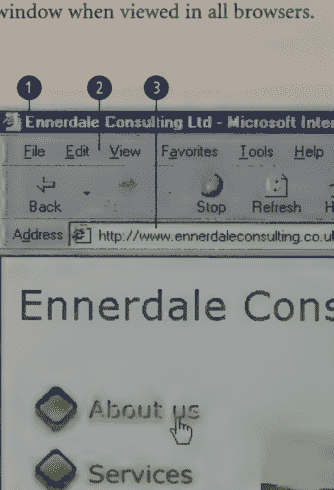 window when viewed in all browsers.
1 2 3
Ennerdale Consulting Ltd - Microsoft Inter
File Edit View Favorites Tools Help
Back Stop Refresh H
Address http://www.ennerdaleconsulting.co.uk
Ennerdale Cons
About us
Services